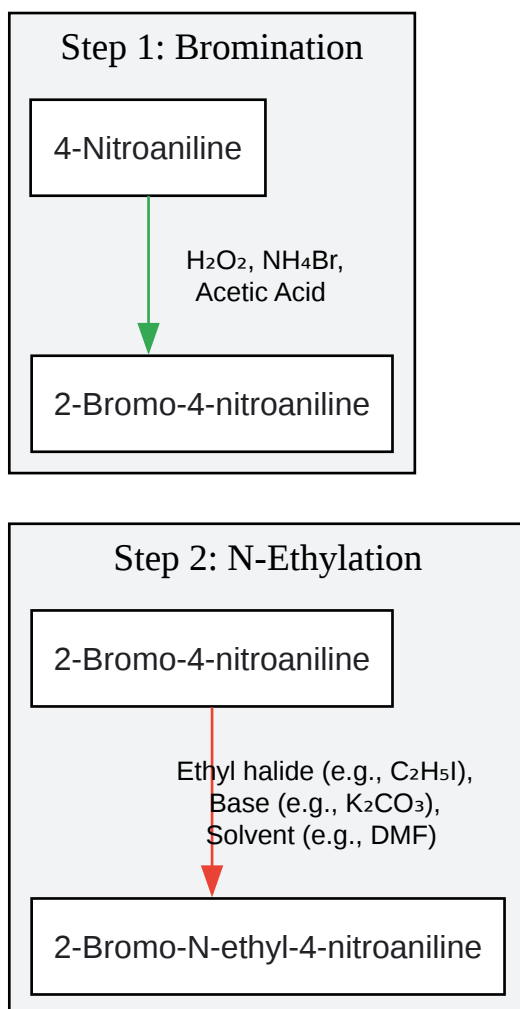 Step 1: Bromination
4-Nitroaniline
H₂O₂, NH₄Br,
Acetic Acid
2-Bromo-4-nitroaniline
Step 2: N-Ethylation
2-Bromo-4-nitroaniline
Ethyl halide (e.g., C₂H₅I),
Base (e.g., K₂CO₃),
Solvent (e.g., DMF)
2-Bromo-N-ethyl-4-nitroaniline